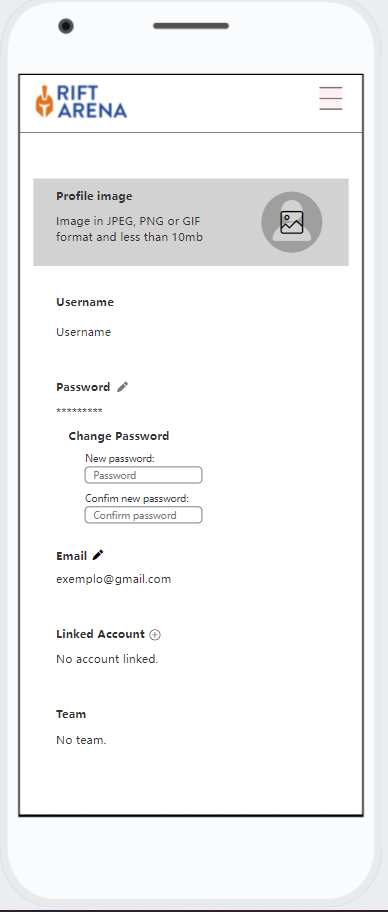 RIFT
ARENA
Profile image
Image in JPEG, PNG or GIF
format and less than 10mb
Username
Username
Password
*********
Change Password
New password:
Password
Confim new password:
Confirm password
Email
exemplo@gmail.com
Linked Account
No account linked.
Team
No team.